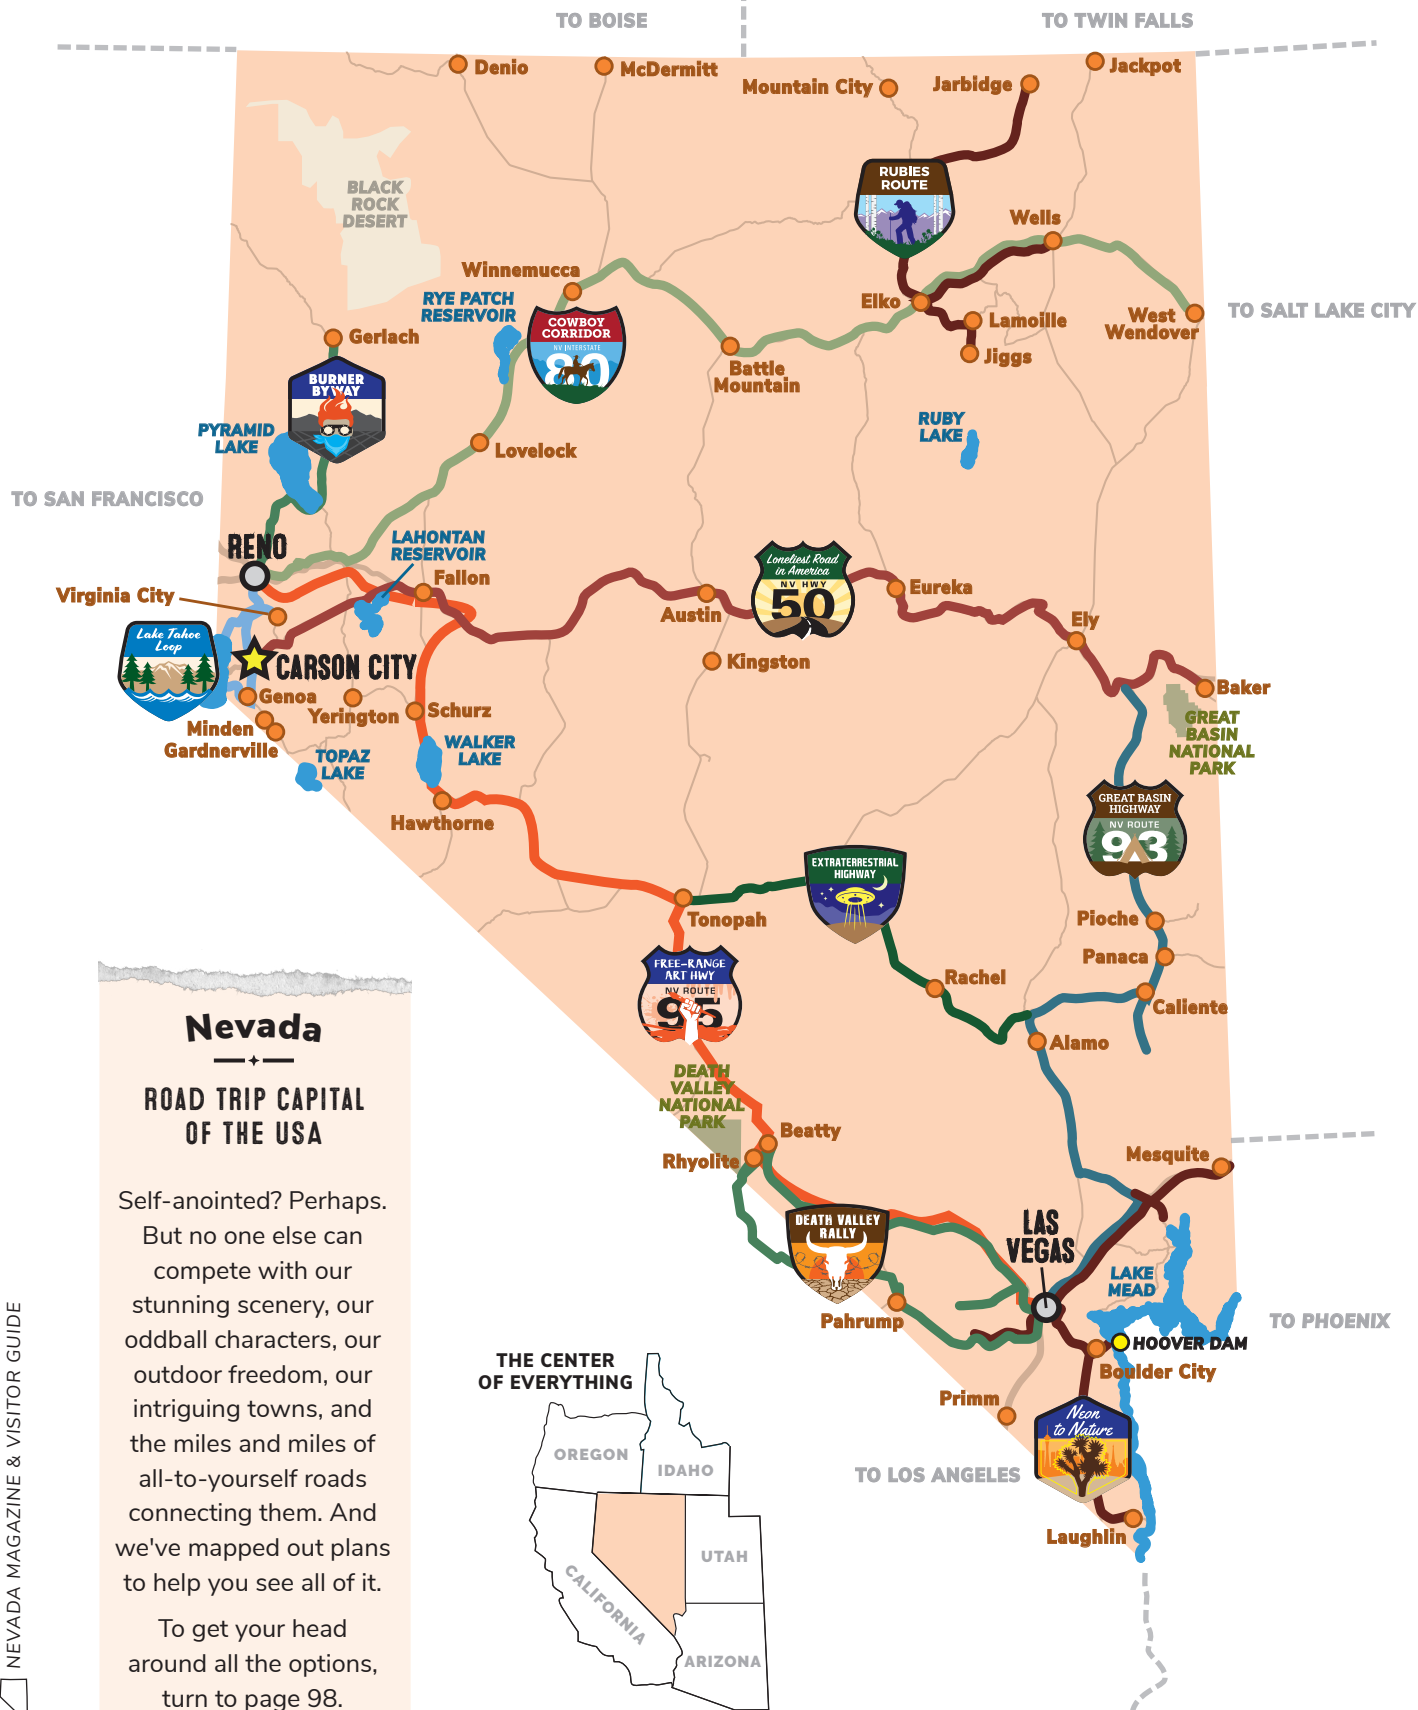 TO BOISE
TO TWIN FALLS
Denio
McDermitt
Mountain City
Jarbidge
Jackpot
BLACK
ROCK
DESERT
RUBIES
ROUTE
Wells
Winnemucca
RYE PATCH
RESERVOIR
COWBOY
CORRIDOR
NV INTERSTATE
80
Elko
Lamoille
Jiggs
West
Wendover
TO SALT LAKE CITY
Gerlach
BURNER
BYWAY
Battle
Mountain
PYRAMID
LAKE
Lovelock
RUBY
LAKE
TO SAN FRANCISCO
RENO
LAHONTAN
RESERVOIR
Fallon
Virginia City
Loneliest Road
in America
NV HWY
50
Austin
Eureka
Ely
Lake Tahoe
Loop
CARSON CITY
Kingston
Baker
Genoa
Yerington
Schurz
Minden
Gardnerville
TOPAZ
LAKE
WALKER
LAKE
GREAT
BASIN
NATIONAL
PARK
Hawthorne
GREAT BASIN
HIGHWAY
NV ROUTE
93
EXTRATERRESTRIAL
HIGHWAY
Tonopah
Pioche
Panaca
FREE-RANGE
ART HWY
NV ROUTE
95
Rachel
Caliente
Alamo
DEATH
VALLEY
NATIONAL
PARK
Beatty
Rhyolite
Mesquite
DEATH VALLEY
RALLY
LAS
VEGAS
LAKE
MEAD
Pahrump
TO PHOENIX
HOOVER DAM
Boulder City
Primm
Neon
to Nature
TO LOS ANGELES
Laughlin
Nevada
ROAD TRIP CAPITAL
OF THE USA
Self-anointed? Perhaps.
But no one else can
compete with our
stunning scenery, our
oddball characters, our
outdoor freedom, our
intriguing towns, and
the miles and miles of
all-to-yourself roads
connecting them. And
we've mapped out plans
to help you see all of it.
To get your head
around all the options,
turn to page 98.
THE CENTER
OF EVERYTHING
OREGON
IDAHO
UTAH
CALIFORNIA
ARIZONA
NEVADA MAGAZINE & VISITOR GUIDE